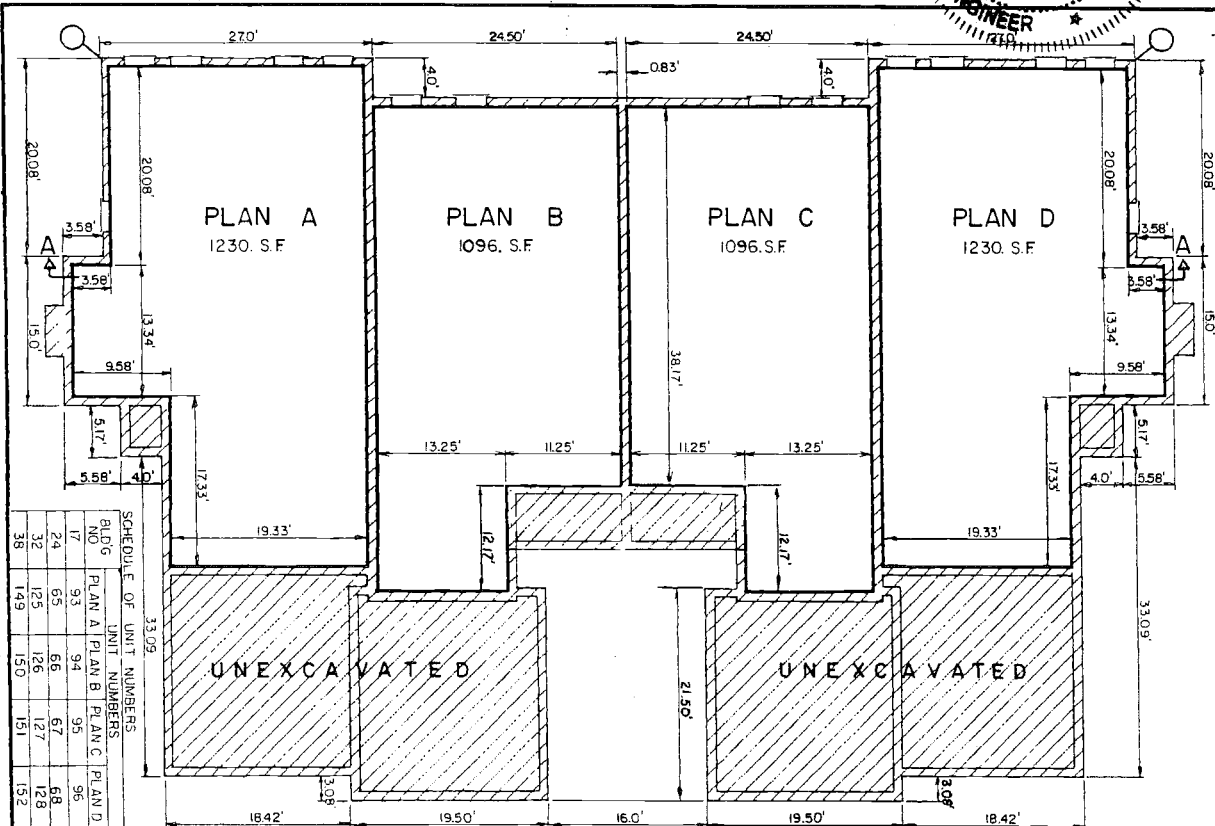 ENGINEER
27.0'
24.50'
24.50'
27.0'
4.0'
0.83'
4.0'
20.08'
20.08'
20.08'
20.08'
PLAN A
1230. S.F.
PLAN B
1096. S.F.
PLAN C
1096. S.F.
PLAN D
1230. S.F.
3.58'
A
3.58'
3.58'
A
3.58'
15.0'
13.34'
38.17'
13.34'
15.0'
9.58'
9.58'
13.25'
11.25'
11.25'
13.25'
5.17'
5.17'
5.58'
4.0'
4.0'
5.58'
17.33'
12.17'
12.17'
17.33'
19.33'
19.33'
33.09
33.09'
UNEXCAVATED
UNEXCAVATED
21.50'
3.08'
3.08'
18.42'
19.50'
16.0'
19.50'
18.42'
SCHEDULE OF UNIT NUMBERS
UNIT NUMBERS
BLD'G NO PLAN A PLAN B PLAN C PLAN D
17 93 94 95 96
24 65 66 67 68
32 125 126 127 128
38 149 150 151 152